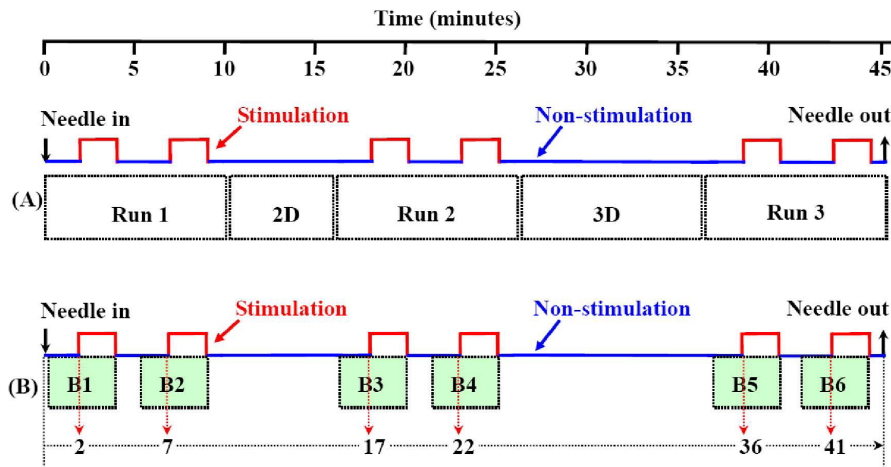 Time (minutes)
0 5 10 15 20 25 30 35 40 45
Needle in Stimulation Non-stimulation Needle out
(A) Run 1 2D Run 2 3D Run 3
Needle in Stimulation Non-stimulation Needle out
(B) B1 B2 B3 B4 B5 B6
2 7 17 22 36 41